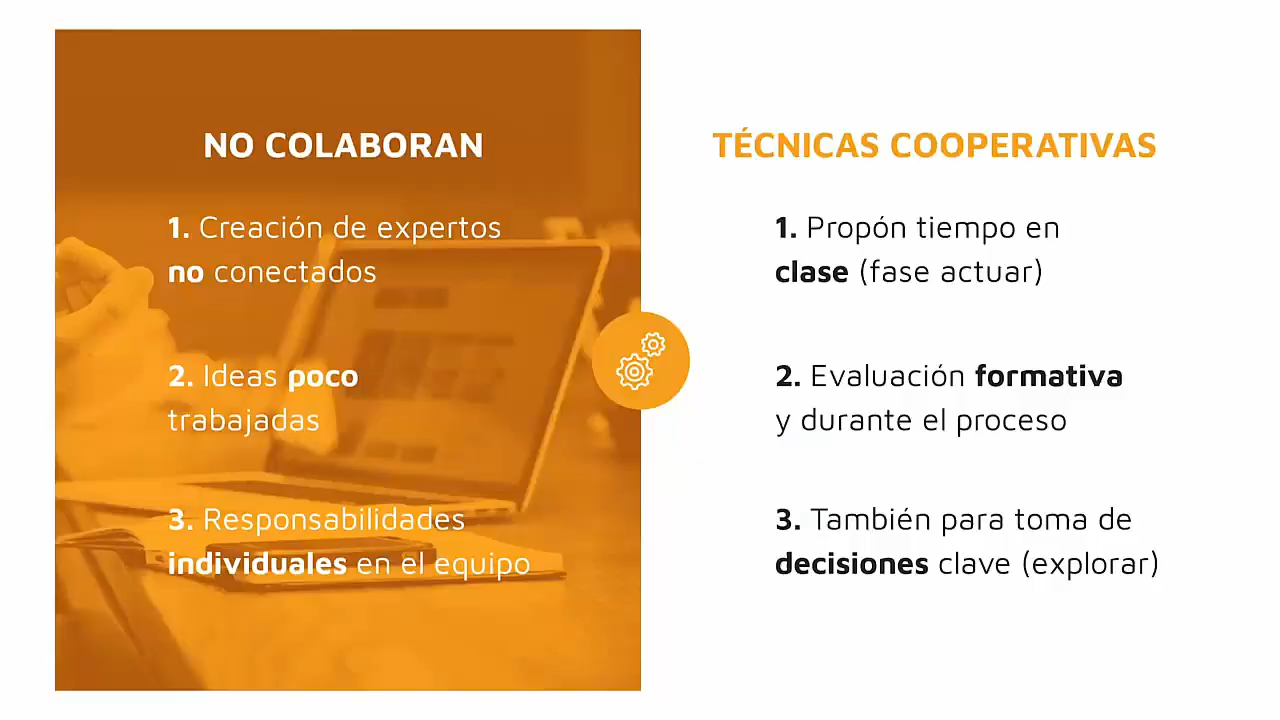 NO COLABORAN
1. Creación de expertos
no conectados
2. Ideas poco
trabajadas
3. Responsabilidades
individuales en el equipo
TÉCNICAS COOPERATIVAS
1. Propón tiempo en
clase (fase actuar)
2. Evaluación formativa
y durante el proceso
3. También para toma de
decisiones clave (explorar)